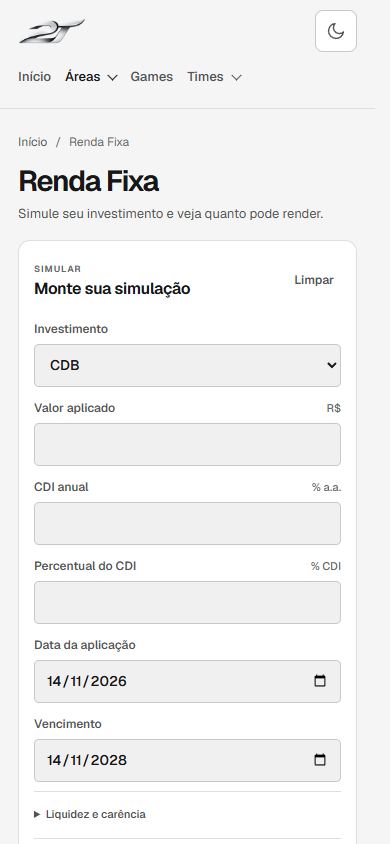 Início Áreas Games Times
Início / Renda Fixa
Renda Fixa
Simule seu investimento e veja quanto pode render.
SIMULAR
Monte sua simulação
Limpar
Investimento
CDB
Valor aplicado R$
CDI anual % a.a.
Percentual do CDI % CDI
Data da aplicação
14/11/2026
Vencimento
14/11/2028
Liquidez e carência